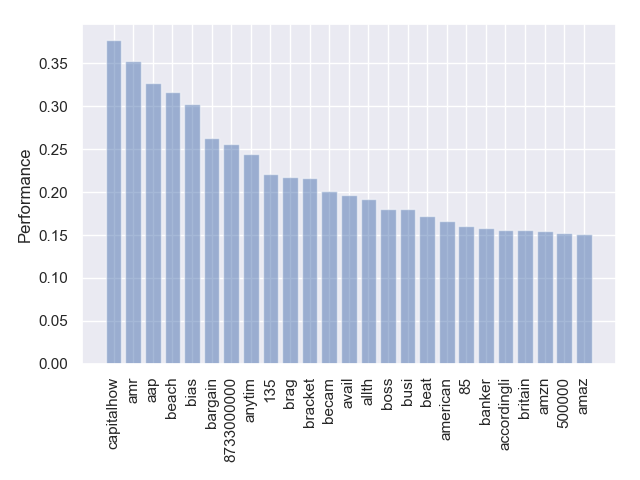 0.35
0.30
0.25
0.20
0.15
0.10
0.05
0.00
Performance
capitalhow
amr
aap
beach
bias
bargain
8733000000
anytim
135
brag
bracket
becam
avail
allth
boss
busi
beat
american
85
banker
accordingli
britain
amzn
500000
amaz